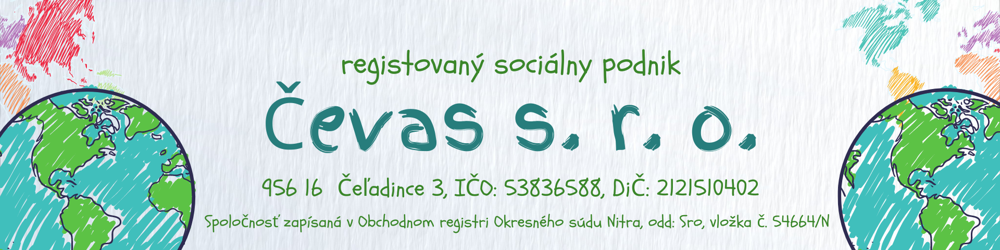 registovaný sociálny podnik
Čevas s. r. o.
956 16 Čeľadince 3, IČO: 53836588, DiČ: 2121510402
Spoločnosť zapísaná v Obchodnom registri Okresného súdu Nitra, odd: Sro, vložka č. 54664/N